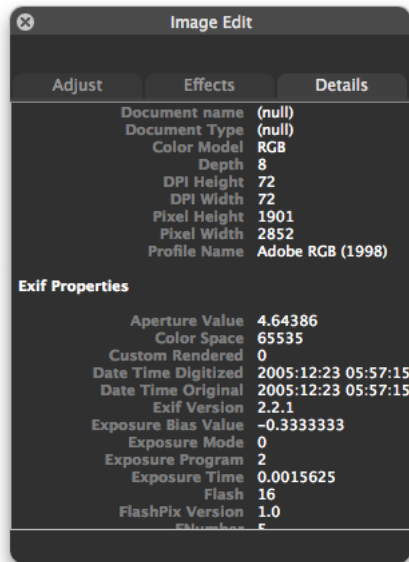 Image Edit
Adjust Effects Details
Document name (null)
Document Type (null)
Color Model RGB
Depth 8
DPI Height 72
DPI Width 72
Pixel Height 1901
Pixel Width 2852
Profile Name Adobe RGB (1998)
Exif Properties
Aperture Value 4.64386
Color Space 65535
Custom Rendered 0
Date Time Digitized 2005:12:23 05:57:15
Date Time Original 2005:12:23 05:57:15
Exif Version 2.2.1
Exposure Bias Value -0.3333333
Exposure Mode 0
Exposure Program 2
Exposure Time 0.0015625
Flash 16
FlashPix Version 1.0
FNumber 5